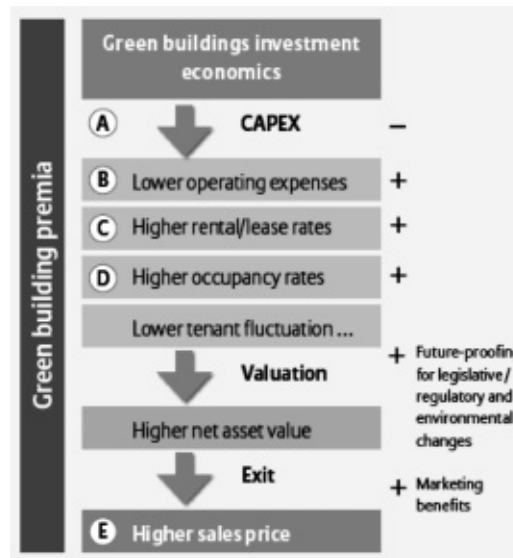 Green building premia
Green buildings investment
economics
A CAPEX –
B Lower operating expenses +
C Higher rental/lease rates +
D Higher occupancy rates +
Lower tenant fluctuation ...
Valuation
+ Future-proofin
for legislative/
regulatory and
environmental
changes
Higher net asset value
Exit
+ Marketing
benefits
E Higher sales price